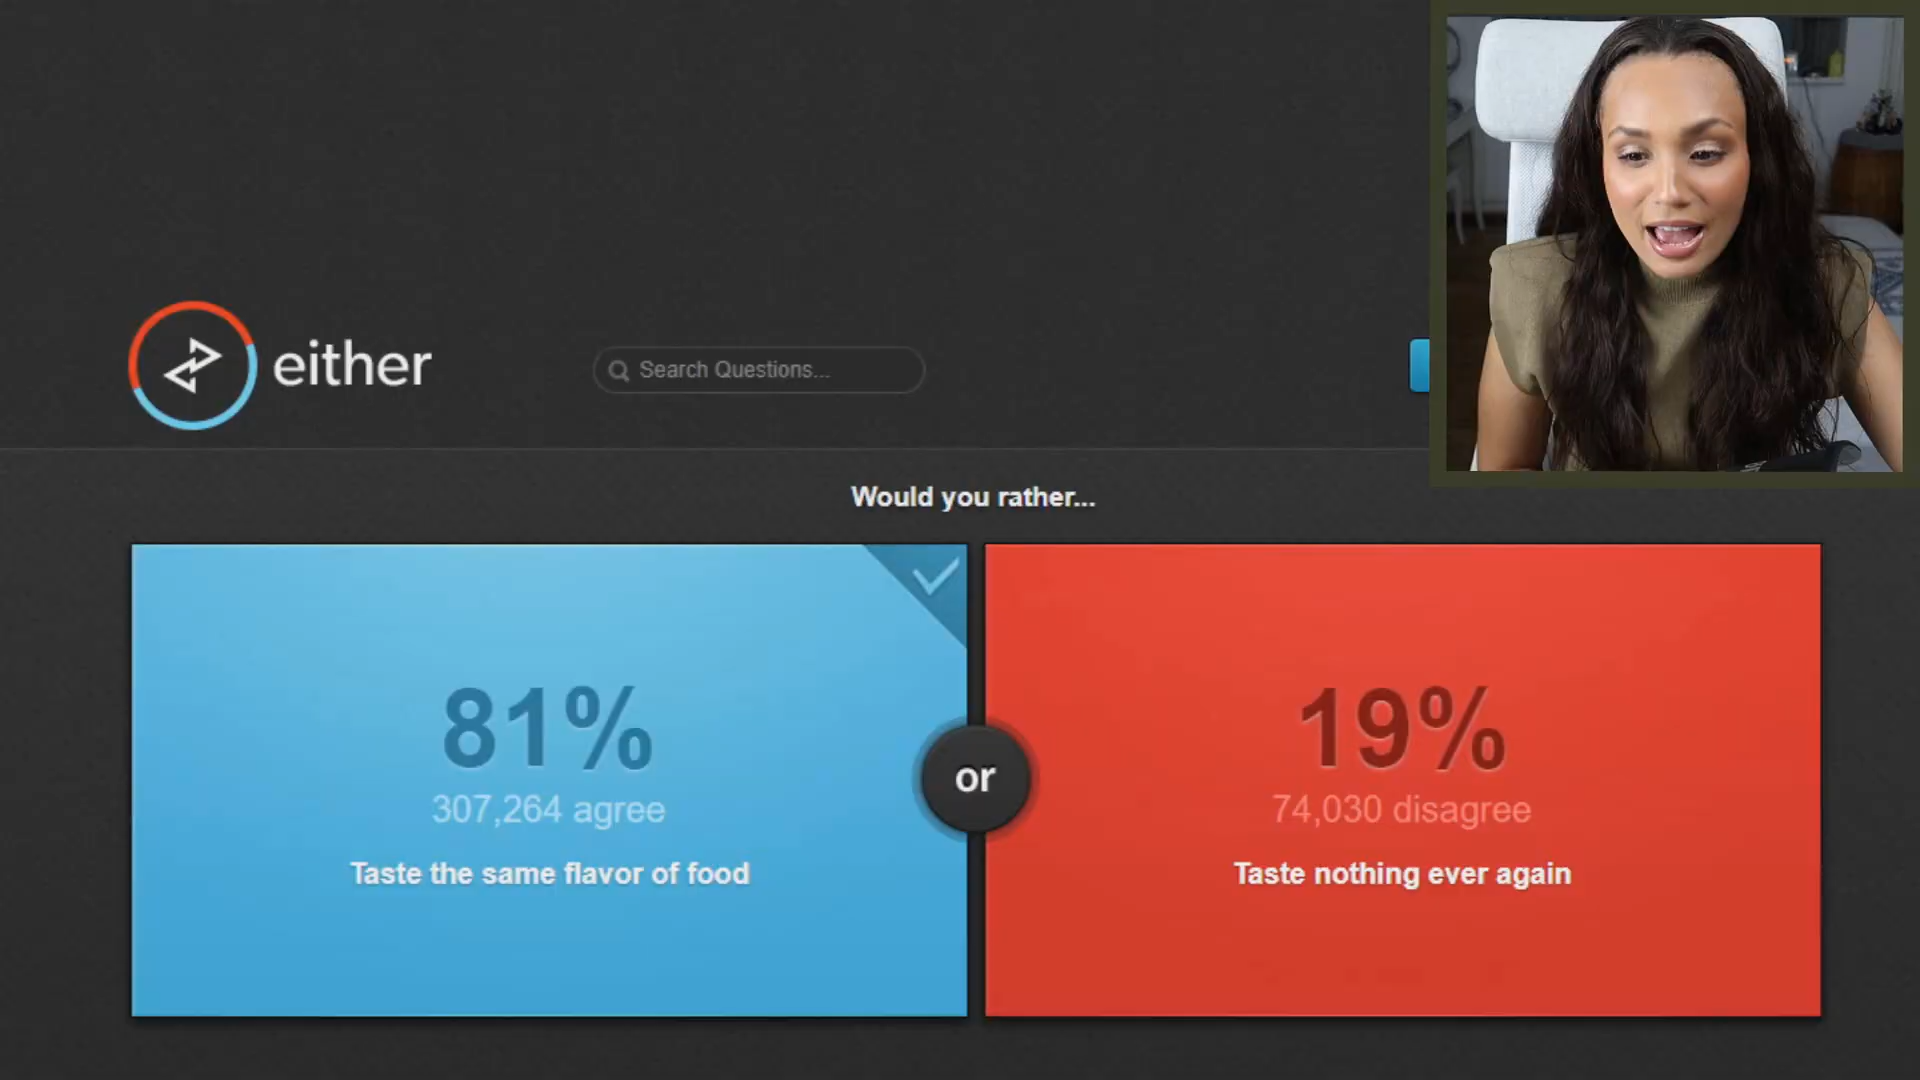 either
Search Questions...
Would you rather...
81%
307,264 agree
Taste the same flavor of food
or
19%
74,030 disagree
Taste nothing ever again